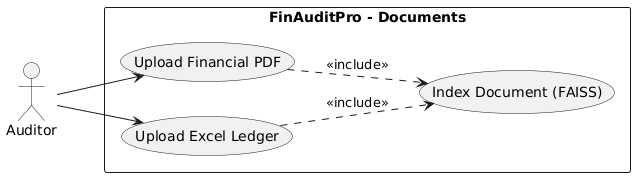 FinAuditPro - Documents
Upload Financial PDF
«include»
Index Document (FAISS)
«include»
Auditor
Upload Excel Ledger